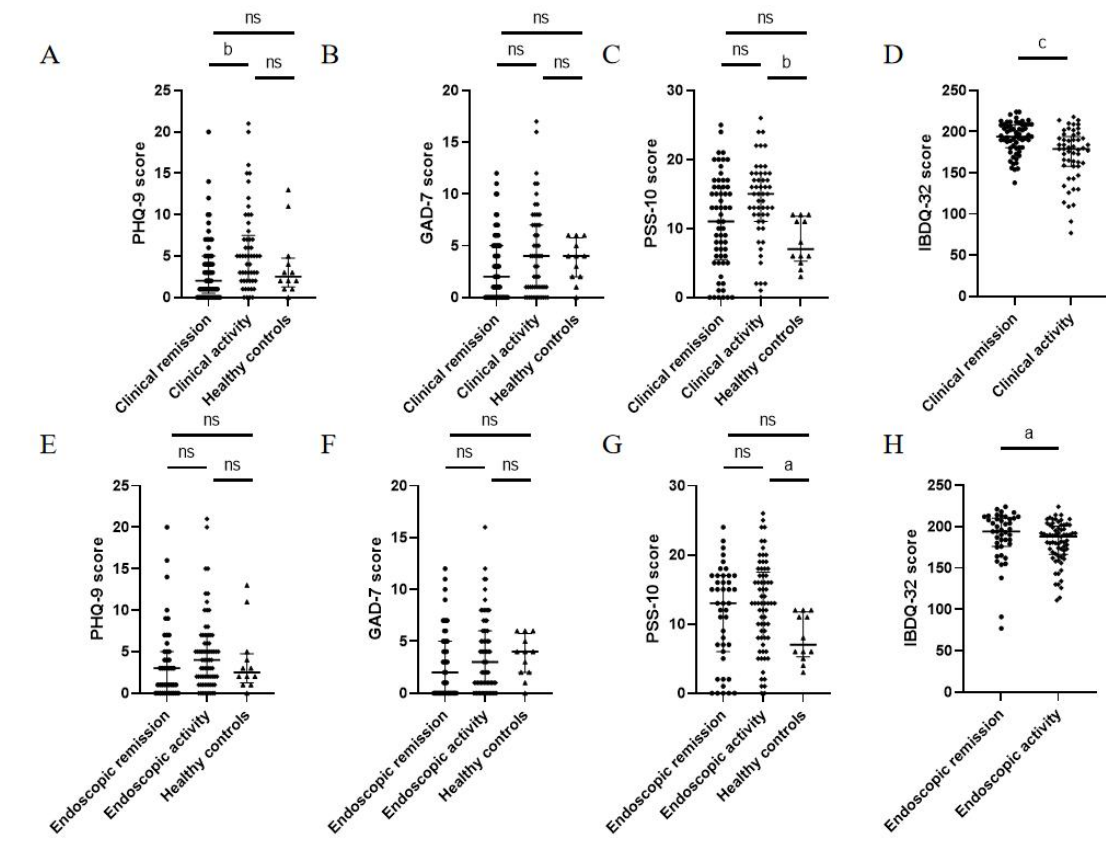 ns
ns
ns
A
b
B
ns
C
ns
D
c
ns
ns
b
25
20
15
10
5
0
PHQ-9 score
Clinical remission
Clinical activity
Healthy controls
20
15
10
5
0
GAD-7 score
Clinical remission
Clinical activity
Healthy controls
30
20
10
0
PSS-10 score
Clinical remission
Clinical activity
Healthy controls
250
200
150
100
50
0
IBDQ-32 score
Clinical remission
Clinical activity
ns
ns
ns
E
ns
F
ns
G
ns
H
a
ns
ns
a
25
20
15
10
5
0
PHQ-9 score
Endoscopic remission
Endoscopic activity
Healthy controls
20
15
10
5
0
GAD-7 score
Endoscopic remission
Endoscopic activity
Healthy controls
30
20
10
0
PSS-10 score
Endoscopic remission
Endoscopic activity
Healthy controls
250
200
150
100
50
0
IBDQ-32 score
Endoscopic remission
Endoscopic activity